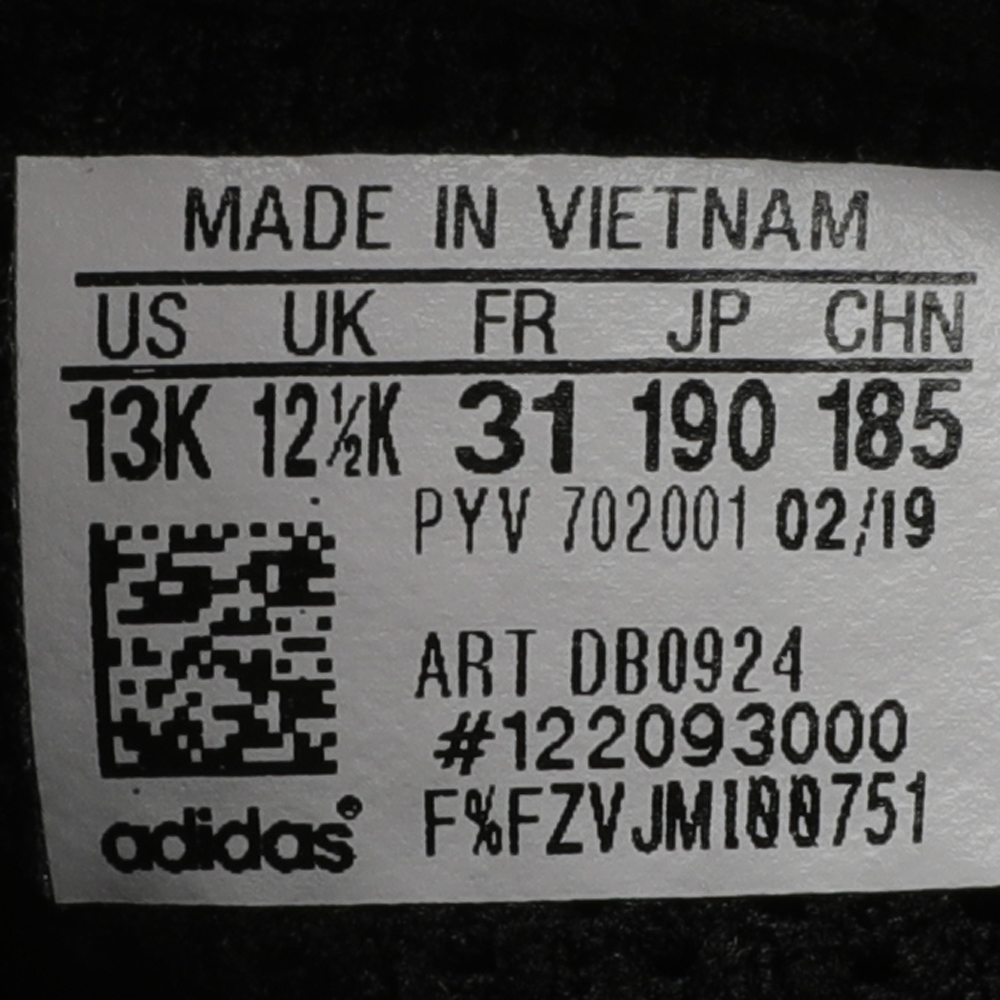 MADE IN VIETNAM
US UK FR JP CHN
13K 12½K 31 190 185
PYV 702001 02/19
ART DB0924
#122093000
adidas®